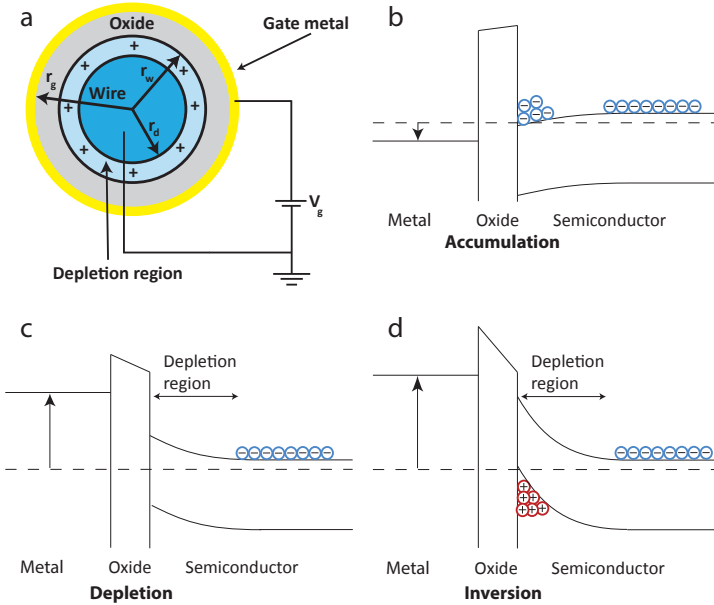 a
Oxide
Gate metal
+ + + + + + + +
r_g
r_w
Wire
r_d
V_g
Depletion region
b
− − − − −
− − − − − − −
Metal Oxide Semiconductor
Accumulation
c
Depletion
region
− − − − − − − −
Metal Oxide Semiconductor
Depletion
d
Depletion
region
− − − − − − − −
+
+ +
+ + +
Metal Oxide Semiconductor
Inversion